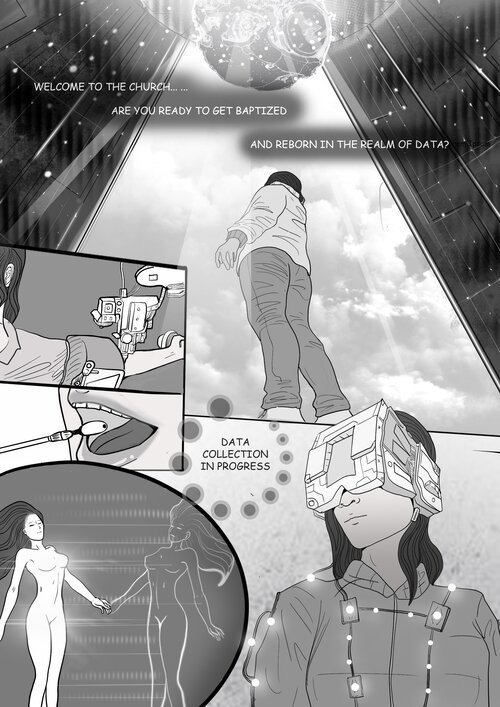 WELCOME TO THE CHURCH... ...
ARE YOU READY TO GET BAPTIZED
AND REBORN IN THE REALM OF DATA?
DATA
COLLECTION
IN PROGRESS